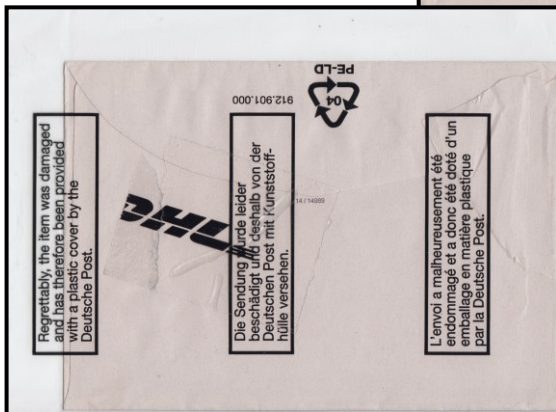 PE-LD
04
912.901.000
Regrettably, the item was damaged
and has therefore been provided
with a plastic cover by the
Deutsche Post.
DHL
14 / 14689
Die Sendung wurde leider
beschädigt und deshalb von der
Deutschen Post mit Kunststoff-
hülle versehen.
L'envoi a malheureusement été
endommagé et a donc été doté d'un
emballage en matière plastique
par la Deutsche Post.